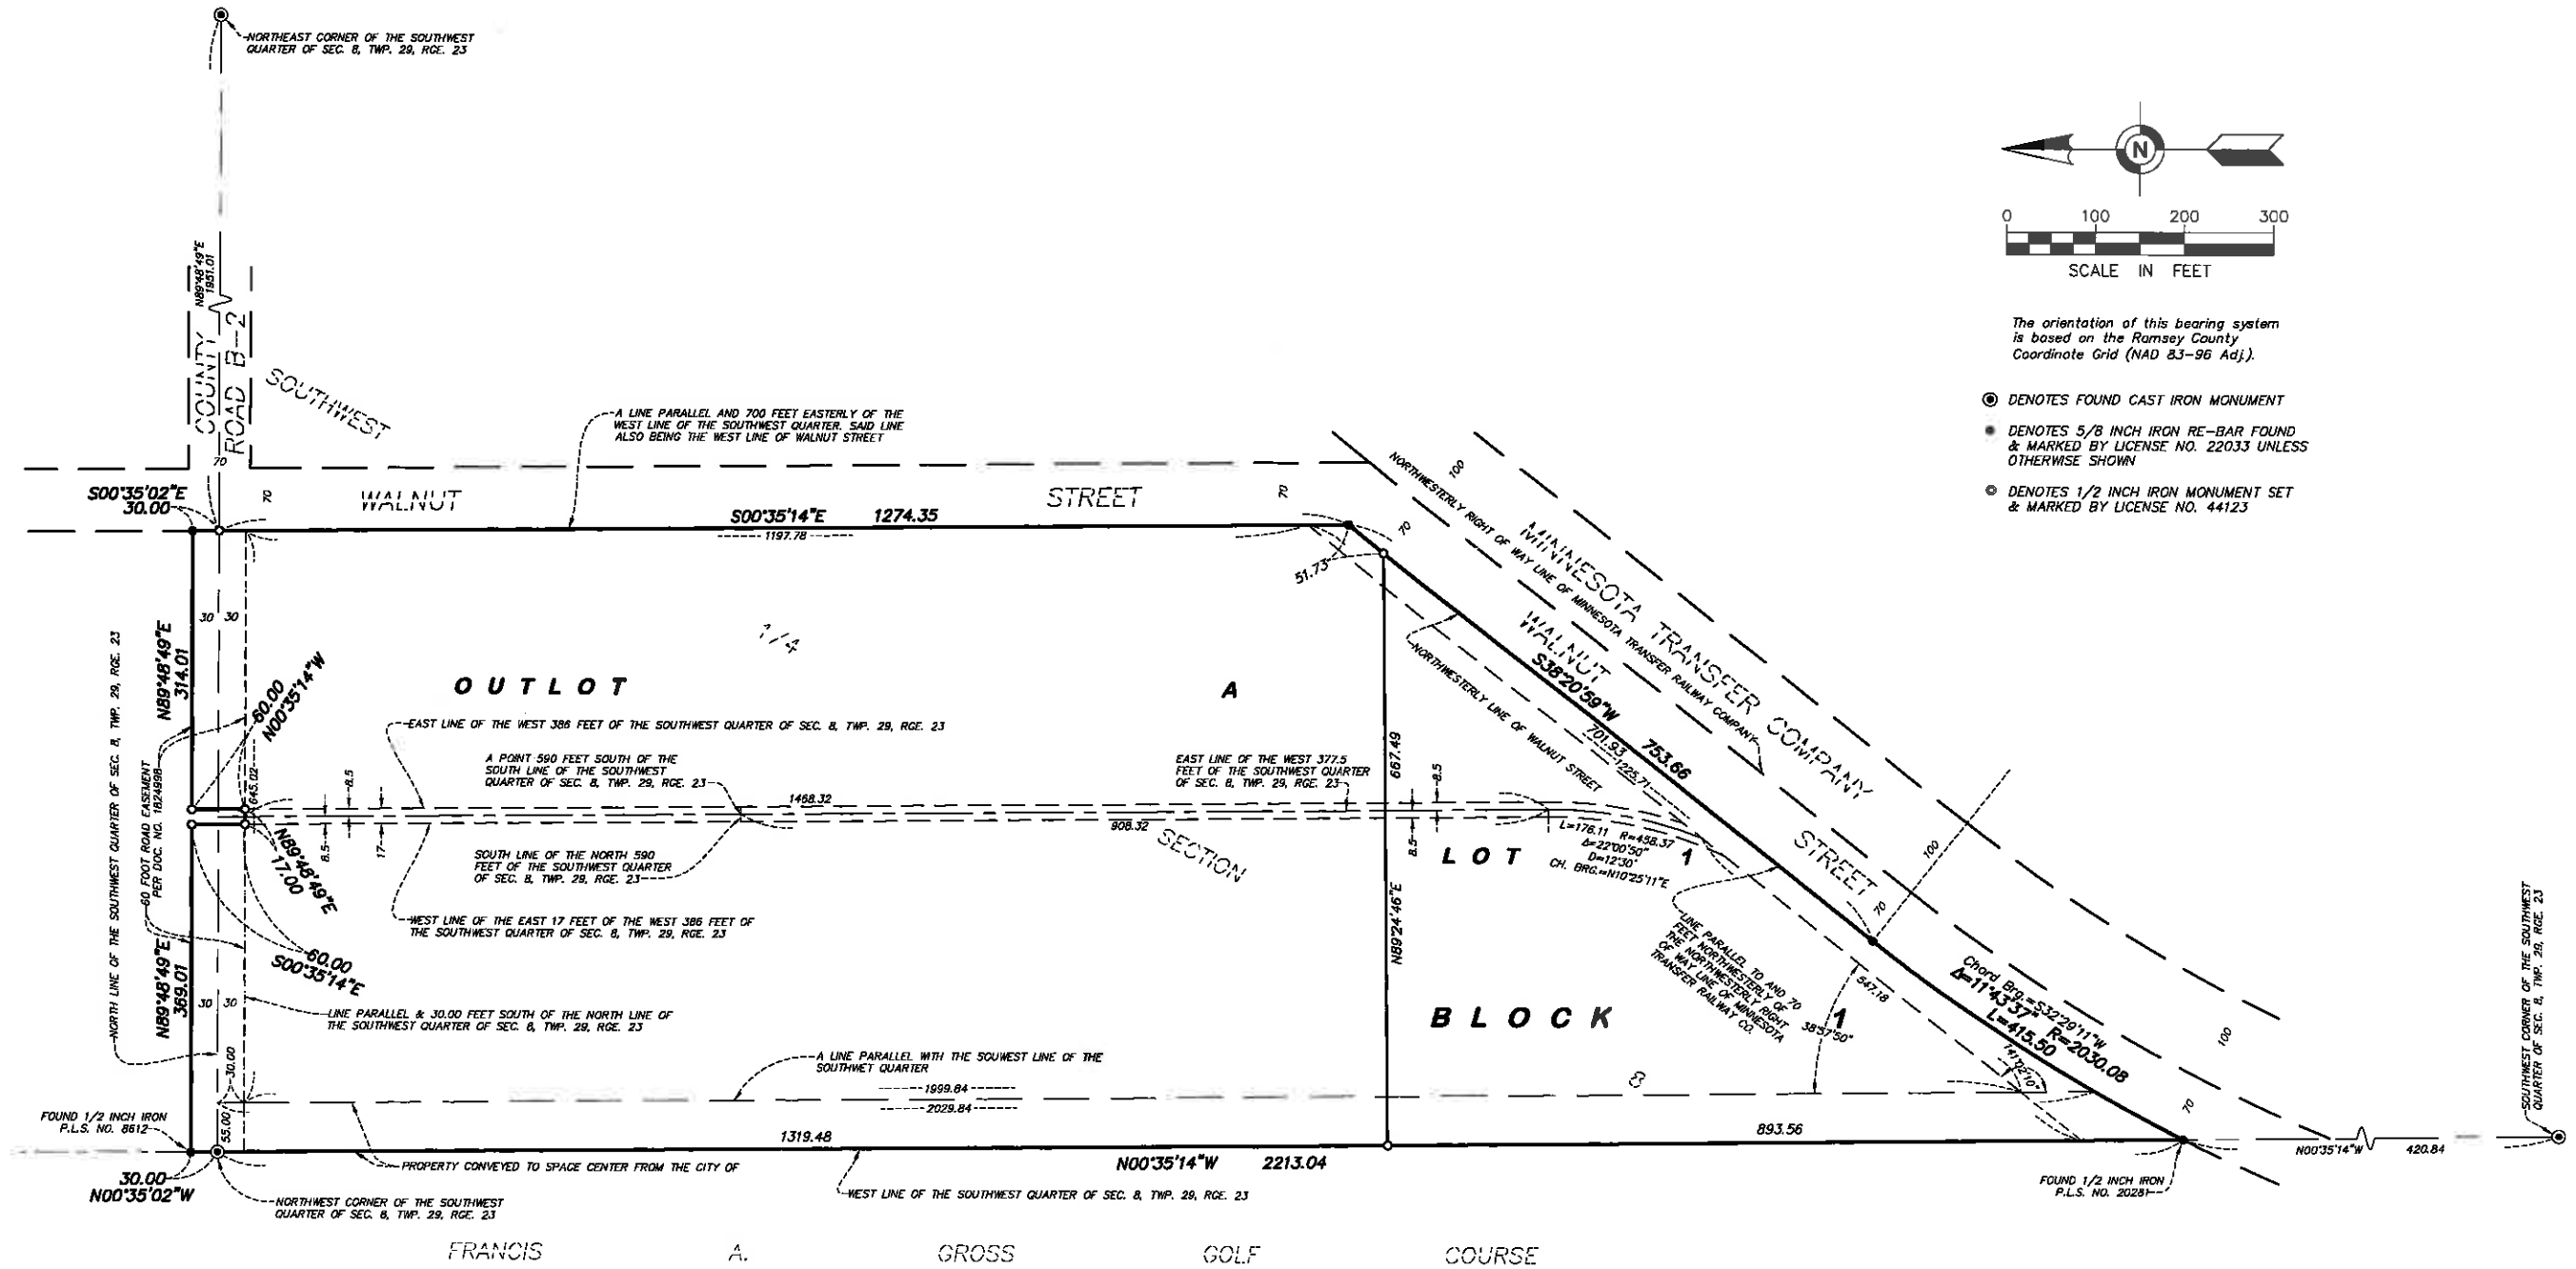 NORTHEAST CORNER OF THE SOUTHWEST
QUARTER OF SEC. 8, TWP. 29, RGE. 23
N
0 100 200 300
SCALE IN FEET
The orientation of this bearing system
is based on the Ramsey County
Coordinate Grid (NAD 83-96 Adj.).
DENOTES FOUND CAST IRON MONUMENT
DENOTES 5/8 INCH IRON RE-BAR FOUND
& MARKED BY LICENSE NO. 22033 UNLESS
OTHERWISE SHOWN
DENOTES 1/2 INCH IRON MONUMENT SET
& MARKED BY LICENSE NO. 44123
N89°48'49"E
1951.01
COUNTY
ROAD B-2
SOUTHWEST
A LINE PARALLEL AND 700 FEET EASTERLY OF THE
WEST LINE OF THE SOUTHWEST QUARTER. SAID LINE
ALSO BEING THE WEST LINE OF WALNUT STREET
70
S00°35'02"E
30.00
70
WALNUT
S00°35'14"E 1274.35
1197.78
STREET
70
70
51.73
100
NORTHWESTERLY RIGHT OF WAY LINE OF MINNESOTA TRANSFER RAILWAY COMPANY
MINNESOTA TRANSFER COMPANY
WALNUT
STREET
S38°20'59"W 753.66
701.93
1225.71
NORTHWESTERLY LINE OF WALNUT STREET
30 30
NORTH LINE OF THE SOUTHWEST QUARTER OF SEC. 8, TWP. 29, RGE. 23
60 FOOT ROAD EASEMENT
PER DOC. NO. 1824998
N89°48'49"E
314.01
60.00
N00°35'14"W
645.02
1/4
OUTLOT A
EAST LINE OF THE WEST 386 FEET OF THE SOUTHWEST QUARTER OF SEC. 8, TWP. 29, RGE. 23
A POINT 590 FEET SOUTH OF THE
SOUTH LINE OF THE SOUTHWEST
QUARTER OF SEC. 8, TWP. 29, RGE. 23
EAST LINE OF THE WEST 377.5
FEET OF THE SOUTHWEST QUARTER
OF SEC. 8, TWP. 29, RGE. 23
667.49
N89°24'46"E
8.5
8.5
17
8.5
8.5
1468.32
908.32
N89°48'49"E
17.00
SECTION
SOUTH LINE OF THE NORTH 590
FEET OF THE SOUTHWEST QUARTER
OF SEC. 8, TWP. 29, RGE. 23
WEST LINE OF THE EAST 17 FEET OF THE WEST 386 FEET OF
THE SOUTHWEST QUARTER OF SEC. 8, TWP. 29, RGE. 23
LOT 1
L=176.11 R=458.37
Δ=22°00'50"
D=12°30'
CH. BRG.=N10°25'11"E
100
70
LINE PARALLEL TO AND 70
FEET NORTHWESTERLY OF
THE NORTHWESTERLY RIGHT
OF WAY LINE OF MINNESOTA
TRANSFER RAILWAY CO.
60.00
S00°35'14"E
N89°48'49"E
369.01
30 30
LINE PARALLEL & 30.00 FEET SOUTH OF THE NORTH LINE OF
THE SOUTHWEST QUARTER OF SEC. 8, TWP. 29, RGE. 23
BLOCK 1
547.18
38°57'50"
Chord Brg.=S32°29'11"W
Δ=11°43'37" R=2030.08
L=415.50
100
70
A LINE PARALLEL WITH THE SOUWEST LINE OF THE
SOUTHWET QUARTER
1999.84
2029.84
8
30.00
55.00
FOUND 1/2 INCH IRON
P.L.S. NO. 8612
1319.48
893.56
N00°35'14"W 2213.04
PROPERTY CONVEYED TO SPACE CENTER FROM THE CITY OF
30.00
N00°35'02"W
NORTHWEST CORNER OF THE SOUTHWEST
QUARTER OF SEC. 8, TWP. 29, RGE. 23
WEST LINE OF THE SOUTHWEST QUARTER OF SEC. 8, TWP. 29, RGE. 23
FOUND 1/2 INCH IRON
P.L.S. NO. 20281
N00°35'14"W 420.84
SOUTHWEST CORNER OF THE SOUTHWEST
QUARTER OF SEC. 8, TWP. 29, RGE. 23
FRANCIS A. GROSS GOLF COURSE